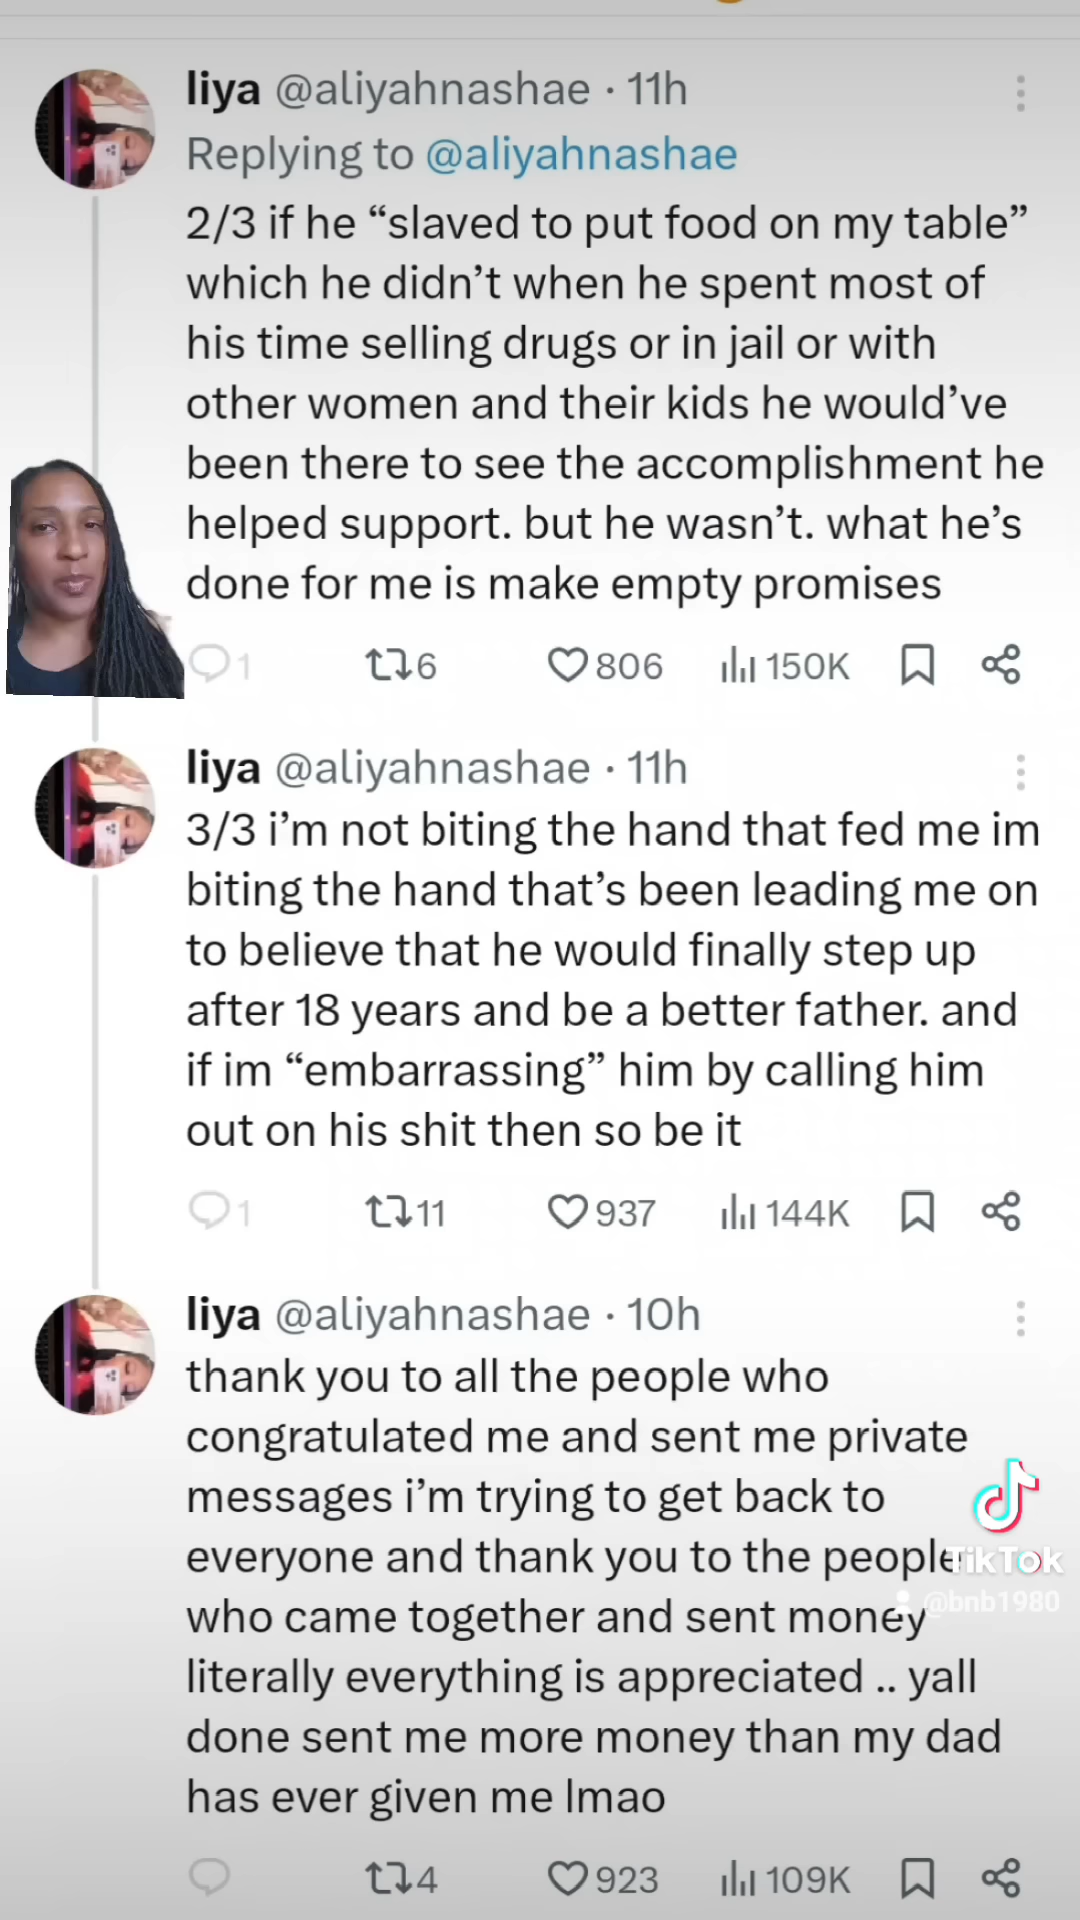 liya @aliyahnashae · 11h
Replying to @aliyahnashae
2/3 if he “slaved to put food on my table”
which he didn’t when he spent most of
his time selling drugs or in jail or with
other women and their kids he would’ve
been there to see the accomplishment he
helped support. but he wasn’t. what he’s
done for me is make empty promises
1 6 806 150K
liya @aliyahnashae · 11h
3/3 i’m not biting the hand that fed me im
biting the hand that’s been leading me on
to believe that he would finally step up
after 18 years and be a better father. and
if im “embarrassing” him by calling him
out on his shit then so be it
1 11 937 144K
liya @aliyahnashae · 10h
thank you to all the people who
congratulated me and sent me private
messages i’m trying to get back to
everyone and thank you to the people
who came together and sent money
literally everything is appreciated .. yall
done sent me more money than my dad
has ever given me lmao
4 923 109K
TikTok
@bnb1980